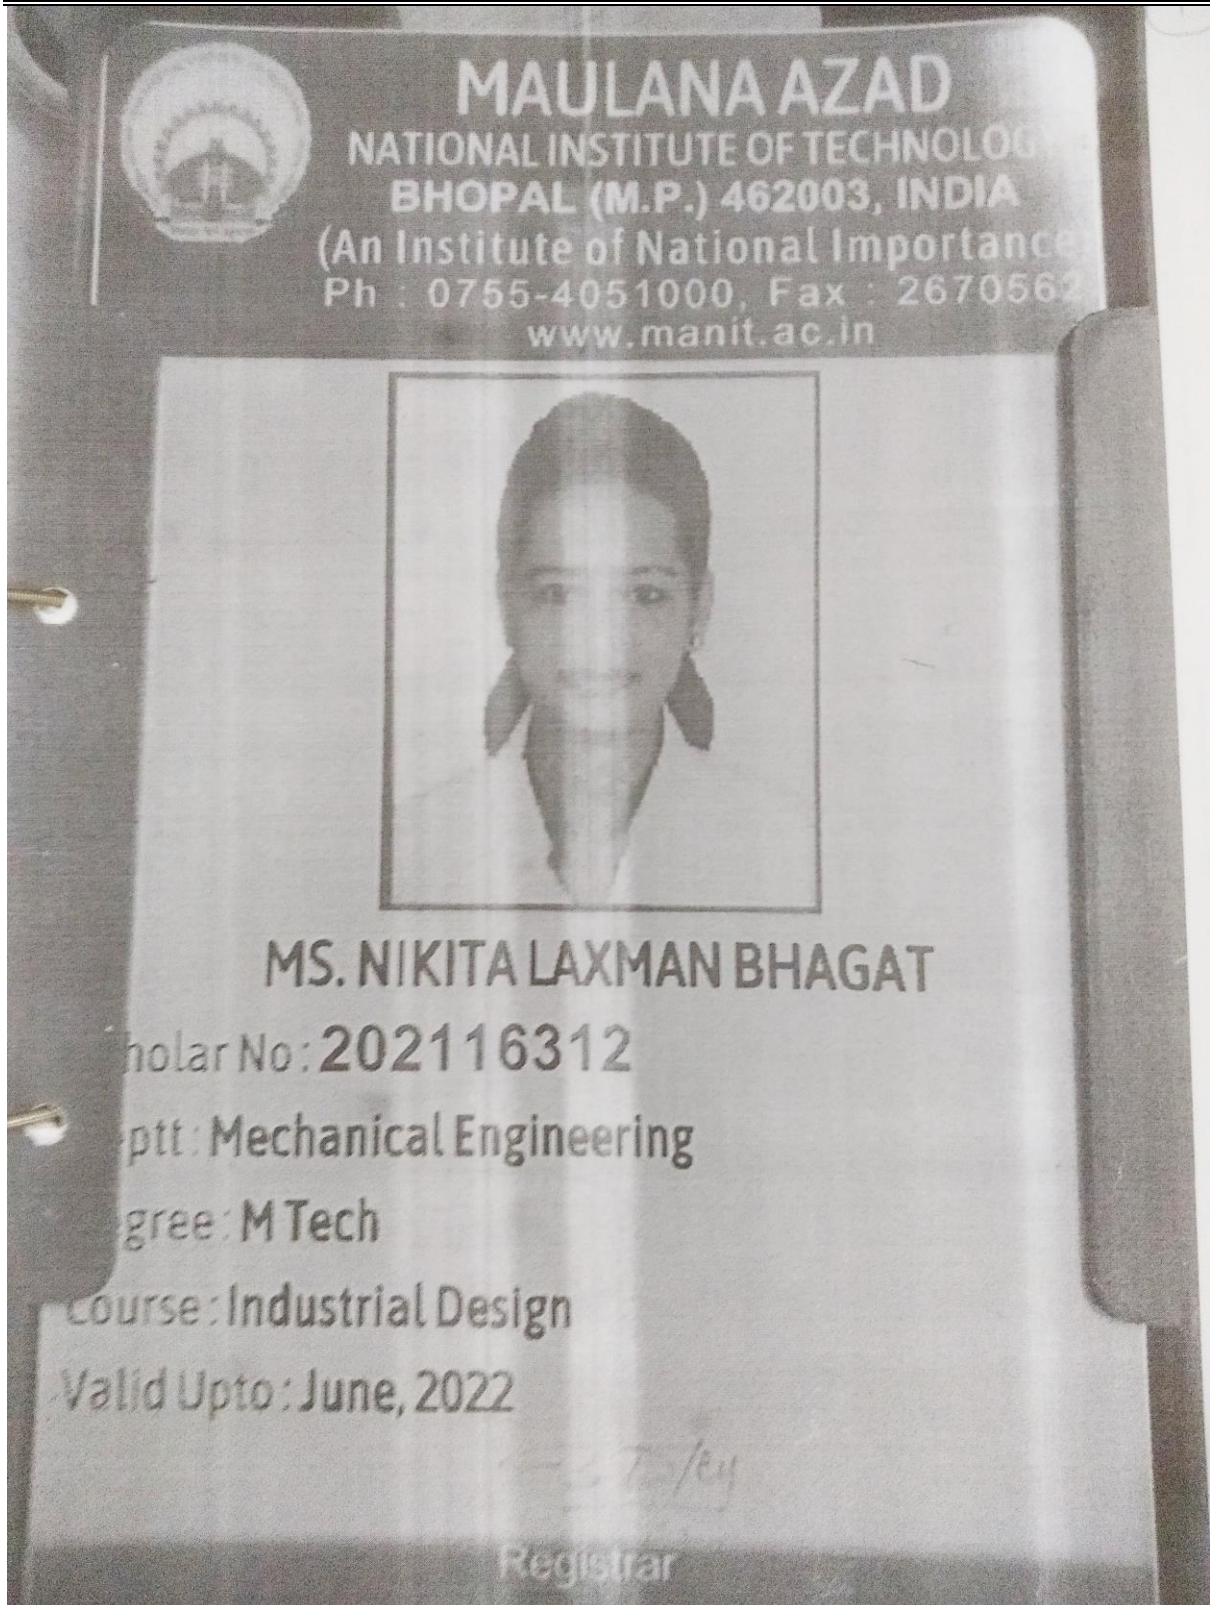 MAULANA AZAD
NATIONAL INSTITUTE OF TECHNOLOG
BHOPAL (M.P.) 462003, INDIA
(An Institute of National Importance
Ph : 0755-4051000, Fax : 2670562
www.manit.ac.in
MS. NIKITA LAXMAN BHAGAT
holar No: 202116312
ptt: Mechanical Engineering
gree: M Tech
Course: Industrial Design
Valid Upto: June, 2022
Registrar